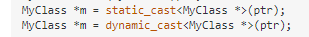 MyClass *m = static_cast<MyClass *>(ptr);
MyClass *m = dynamic_cast<MyClass *>(ptr);